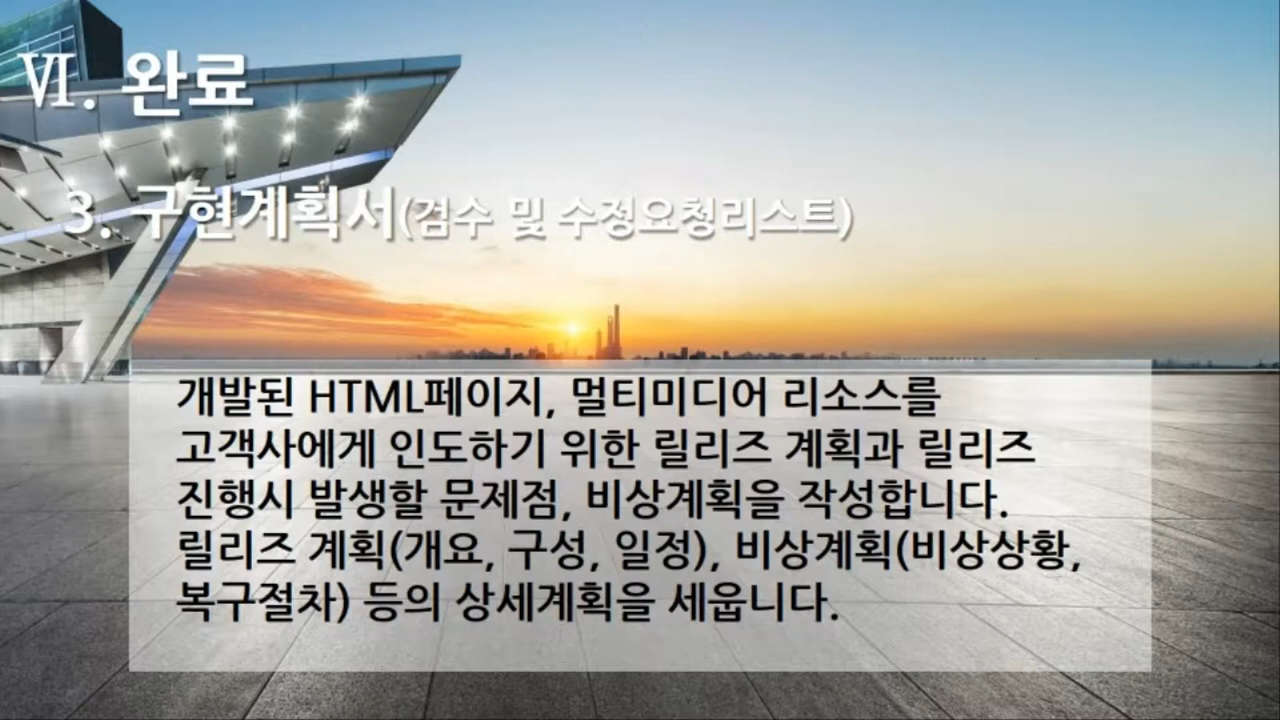 Ⅵ. 완료
3. 구현계획서(검수 및 수정요청리스트)
개발된 HTML페이지, 멀티미디어 리소스를
고객사에게 인도하기 위한 릴리즈 계획과 릴리즈
진행시 발생할 문제점, 비상계획을 작성합니다.
릴리즈 계획(개요, 구성, 일정), 비상계획(비상상황,
복구절차) 등의 상세계획을 세웁니다.